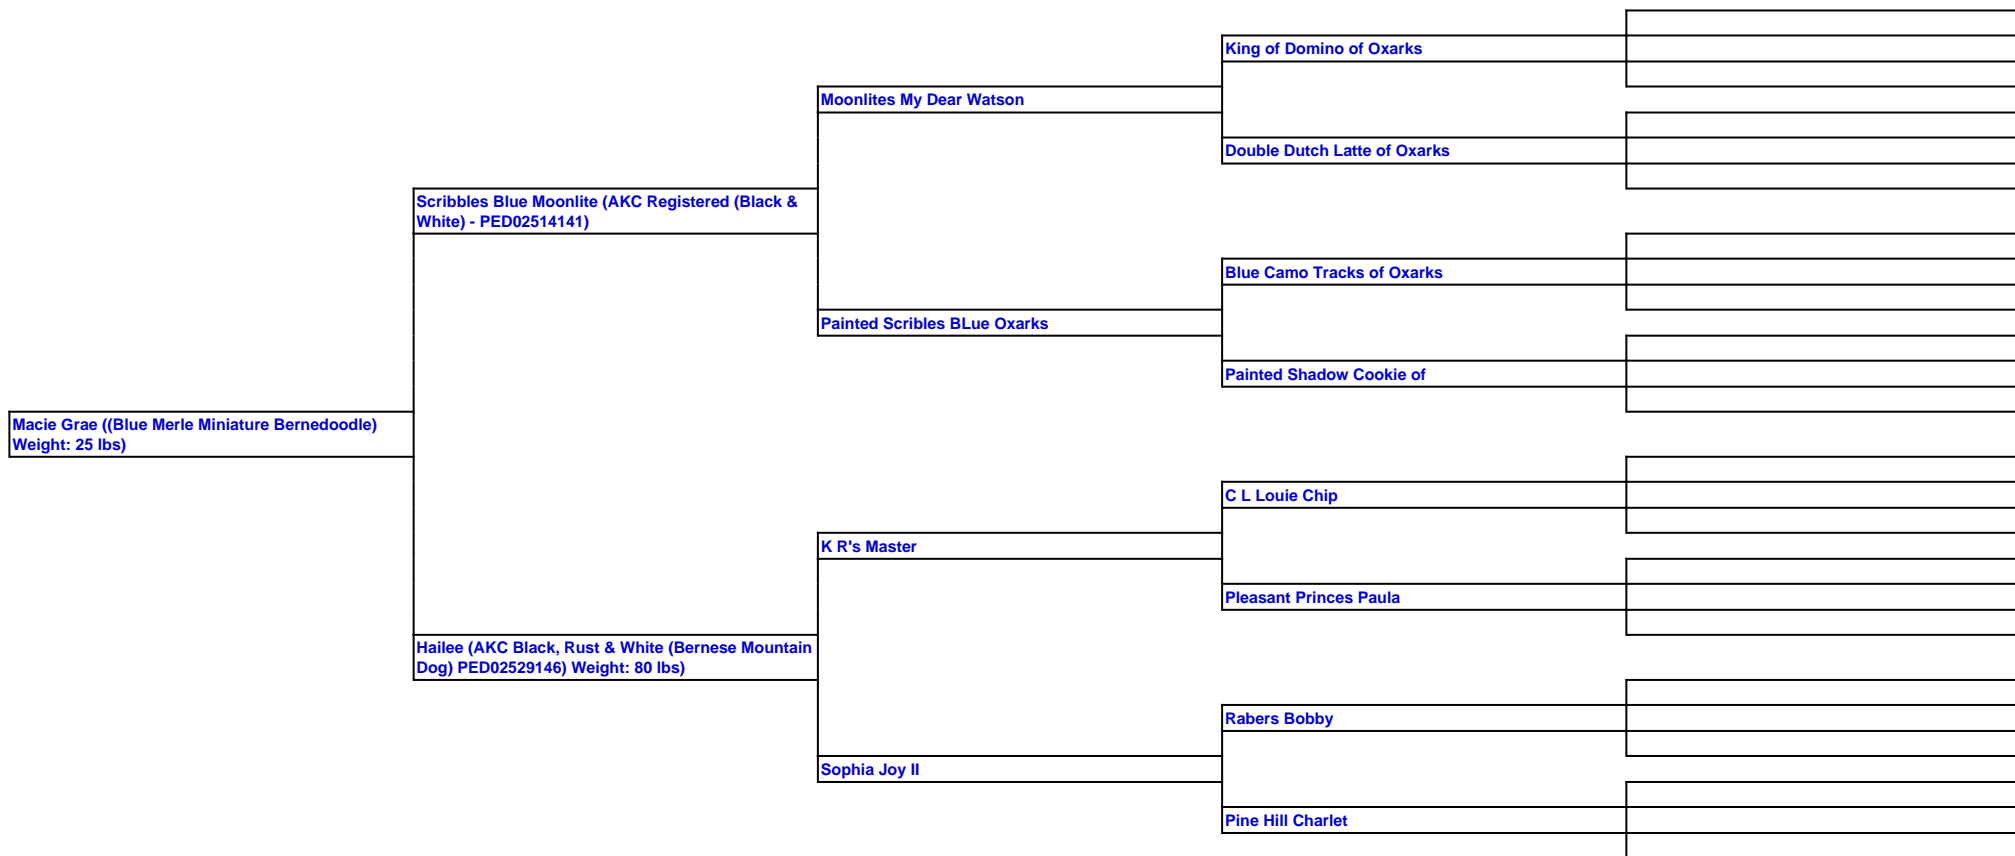 King of Domino of Oxarks
Moonlites My Dear Watson
Double Dutch Latte of Oxarks
Scribbles Blue Moonlite (AKC Registered (Black &
White) - PED02514141)
Blue Camo Tracks of Oxarks
Painted Scribles BLue Oxarks
Painted Shadow Cookie of
Macie Grae ((Blue Merle Miniature Bernedoodle)
Weight: 25 lbs)
C L Louie Chip
K R's Master
Pleasant Princes Paula
Hailee (AKC Black, Rust & White (Bernese Mountain
Dog) PED02529146) Weight: 80 lbs)
Rabers Bobby
Sophia Joy II
Pine Hill Charlet